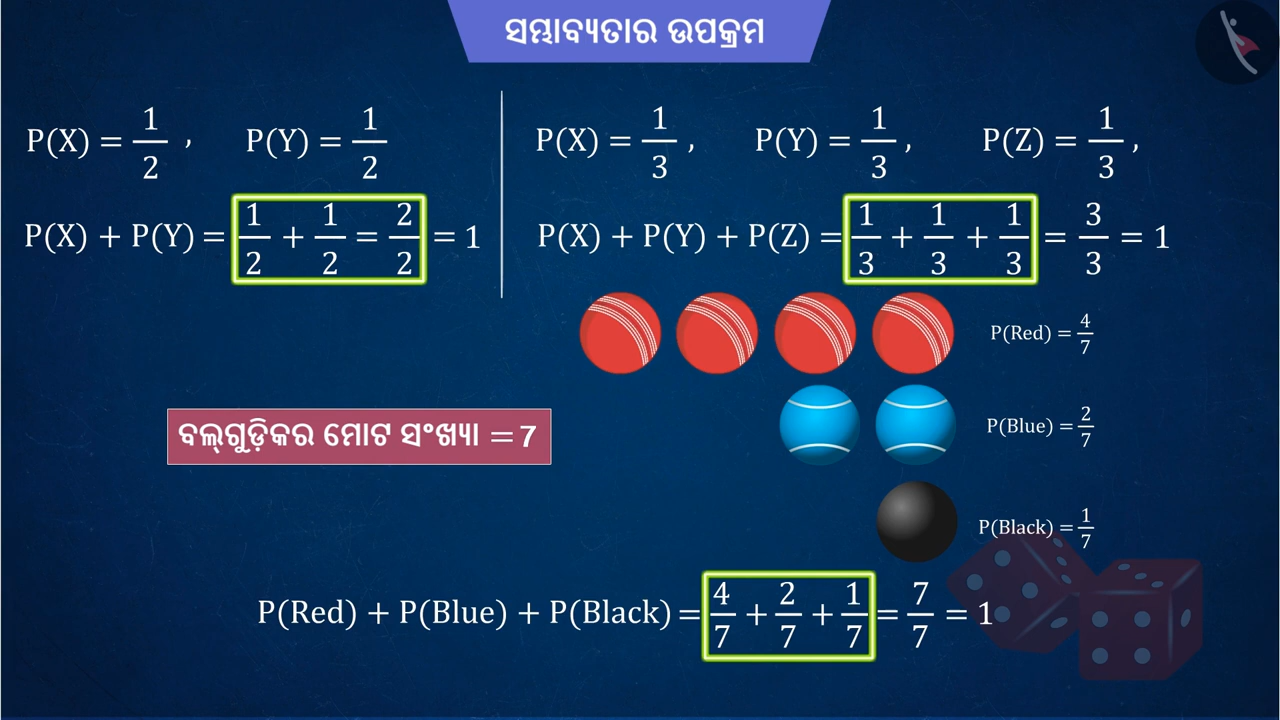 ସମ୍ଭାବ୍ୟତାର ଉପକ୍ରମ
P(X) = 1/2 , P(Y) = 1/2
P(X) + P(Y) = 1/2 + 1/2 = 2/2 = 1
P(X) = 1/3 , P(Y) = 1/3 , P(Z) = 1/3 ,
P(X) + P(Y) + P(Z) = 1/3 + 1/3 + 1/3 = 3/3 = 1
P(Red) = 4/7
ବଲ୍‌ଗୁଡ଼ିକର ମୋଟ ସଂଖ୍ୟା = 7
P(Blue) = 2/7
P(Black) = 1/7
P(Red) + P(Blue) + P(Black) = 4/7 + 2/7 + 1/7 = 7/7 = 1